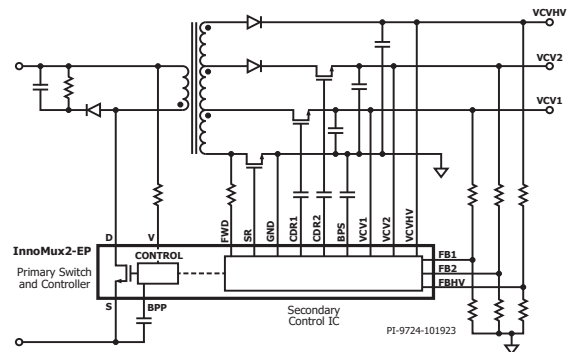 VCVHV
VCV2
VCV1
D
V
FWD
SR
GND
CDR1
CDR2
BPS
VCV1
VCV2
VCVHV
InnoMux2-EP
CONTROL
Primary Switch
and Controller
FB1
FB2
FBHV
S
BPP
Secondary
Control IC
PI-9724-101923